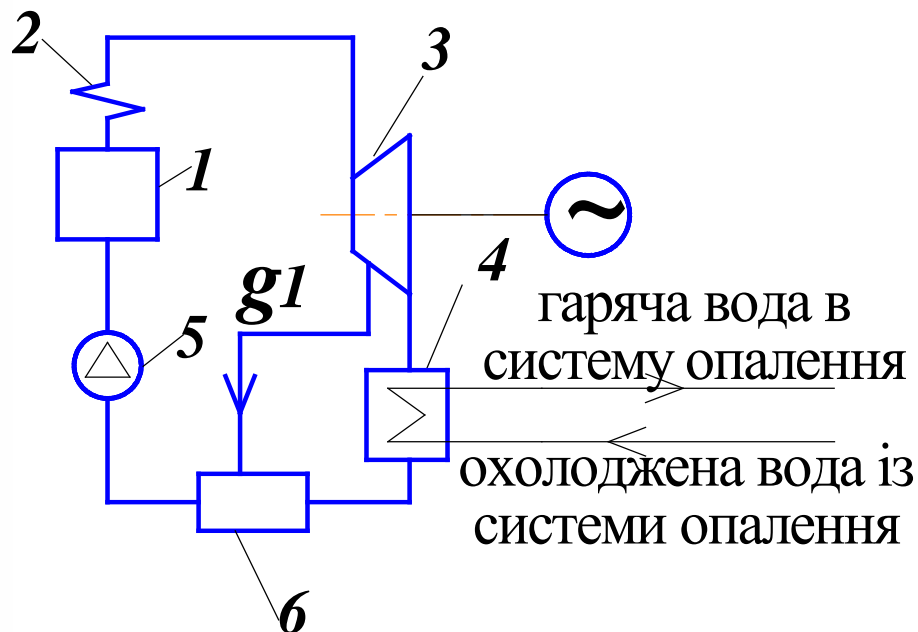 2
3
1
4
g1
5
гаряча вода в
систему опалення
~
охолоджена вода із
системи опалення
6